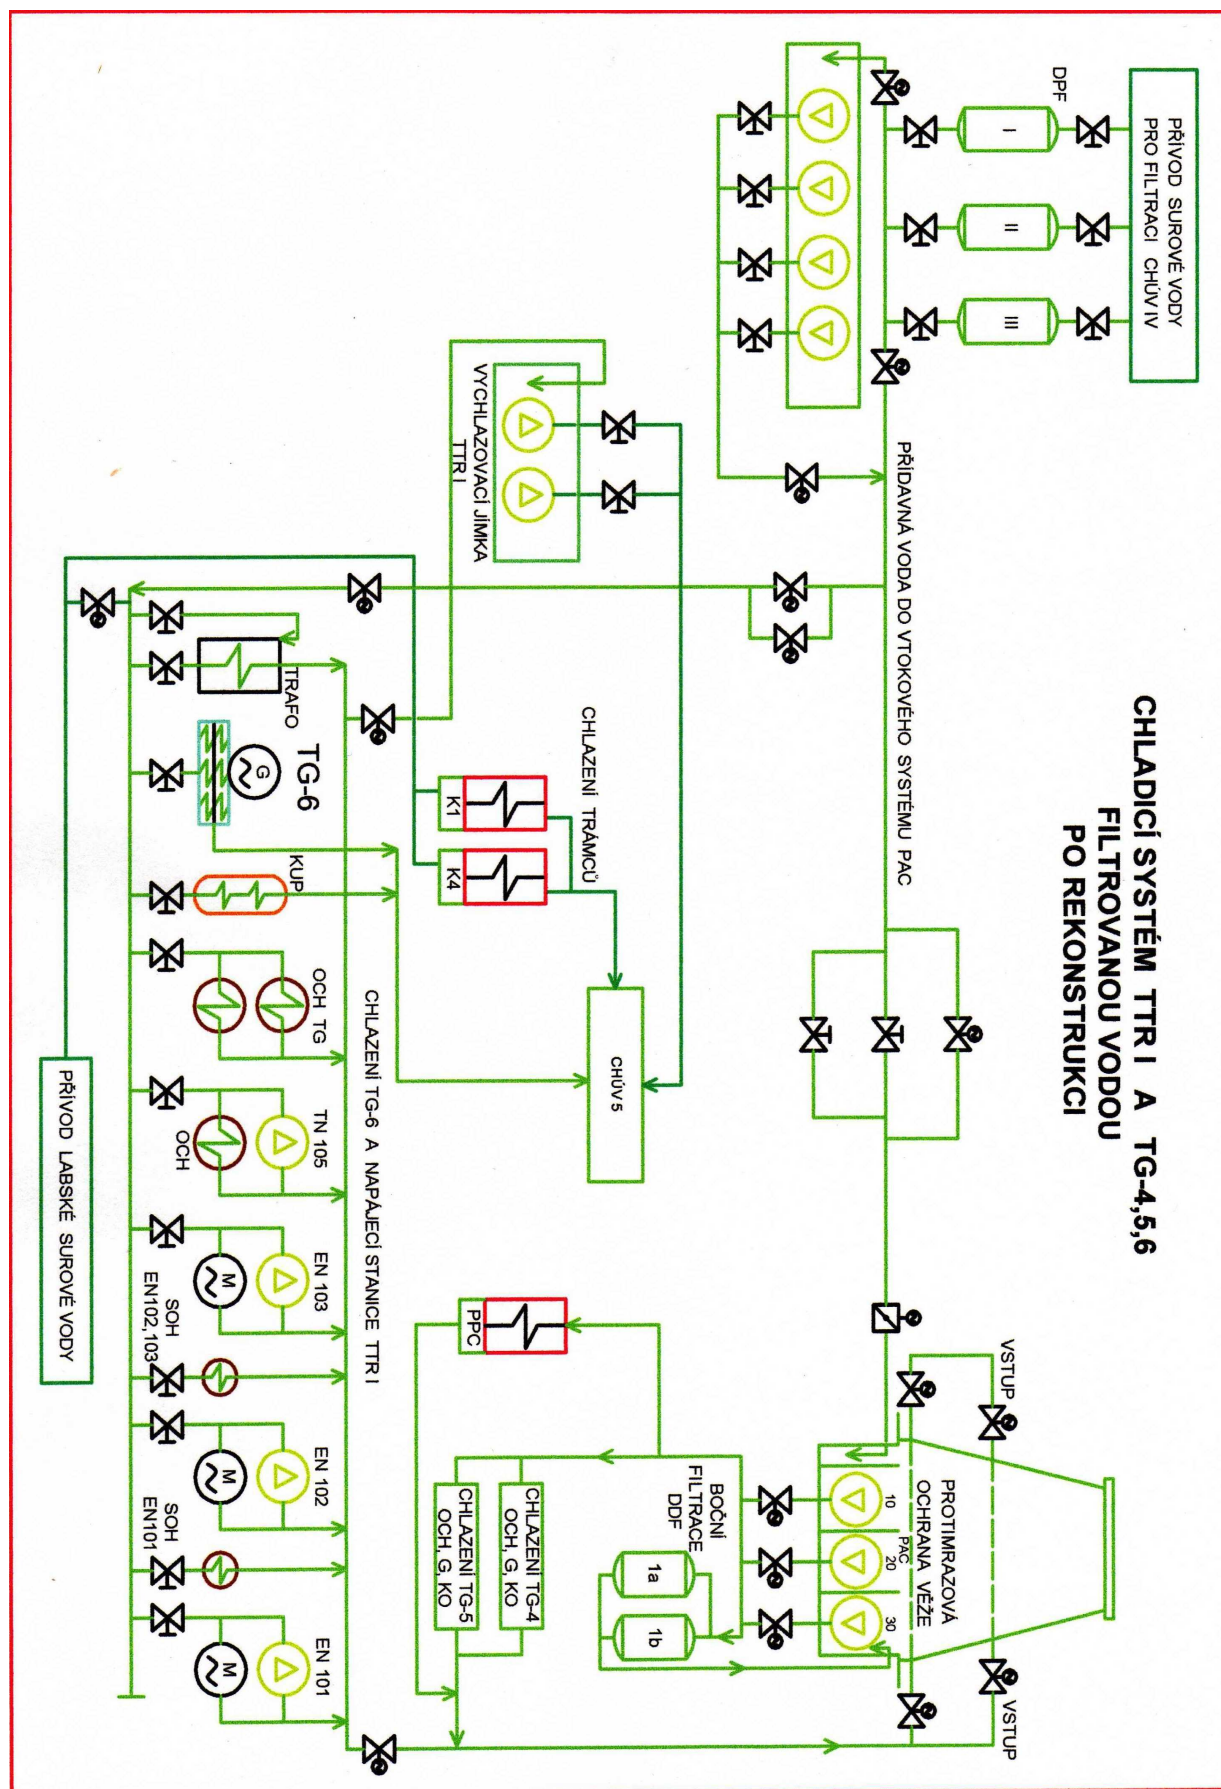 CHLADICÍ SYSTÉM TTR I A TG-4,5,6
FILTROVANOU VODOU
PO REKONSTRUKCI
PŘÍVOD SUROVÉ VODY
PRO FILTRACI CHÚV IV
DPF
I
II
III
PŘÍDAVNÁ VODA DO VTOKOVÉHO SYSTÉMU PAC
VSTUP
VSTUP
PROTIMRAZOVÁ
OCHRANA VĚŽE
PAC
10
20
30
BOČNÍ
FILTRACE
DDF
1a
1b
CHLAZENÍ TG-4
OCH, G, KO
CHLAZENÍ TG-5
OCH, G, KO
PPC
VYCHLAZOVACÍ JÍMKA
TTR I
CHLAZENÍ TRÁMCŮ
K1
K4
CHÚV 5
CHLAZENÍ TG-6 A NAPÁJECÍ STANICE TTR I
TRAFO
TG-6
G
KUP
OCH TG
TN 105
OCH
EN 103
M
SOH
EN102,103
EN 102
M
SOH
EN101
EN 101
M
PŘÍVOD LABSKÉ SUROVÉ VODY